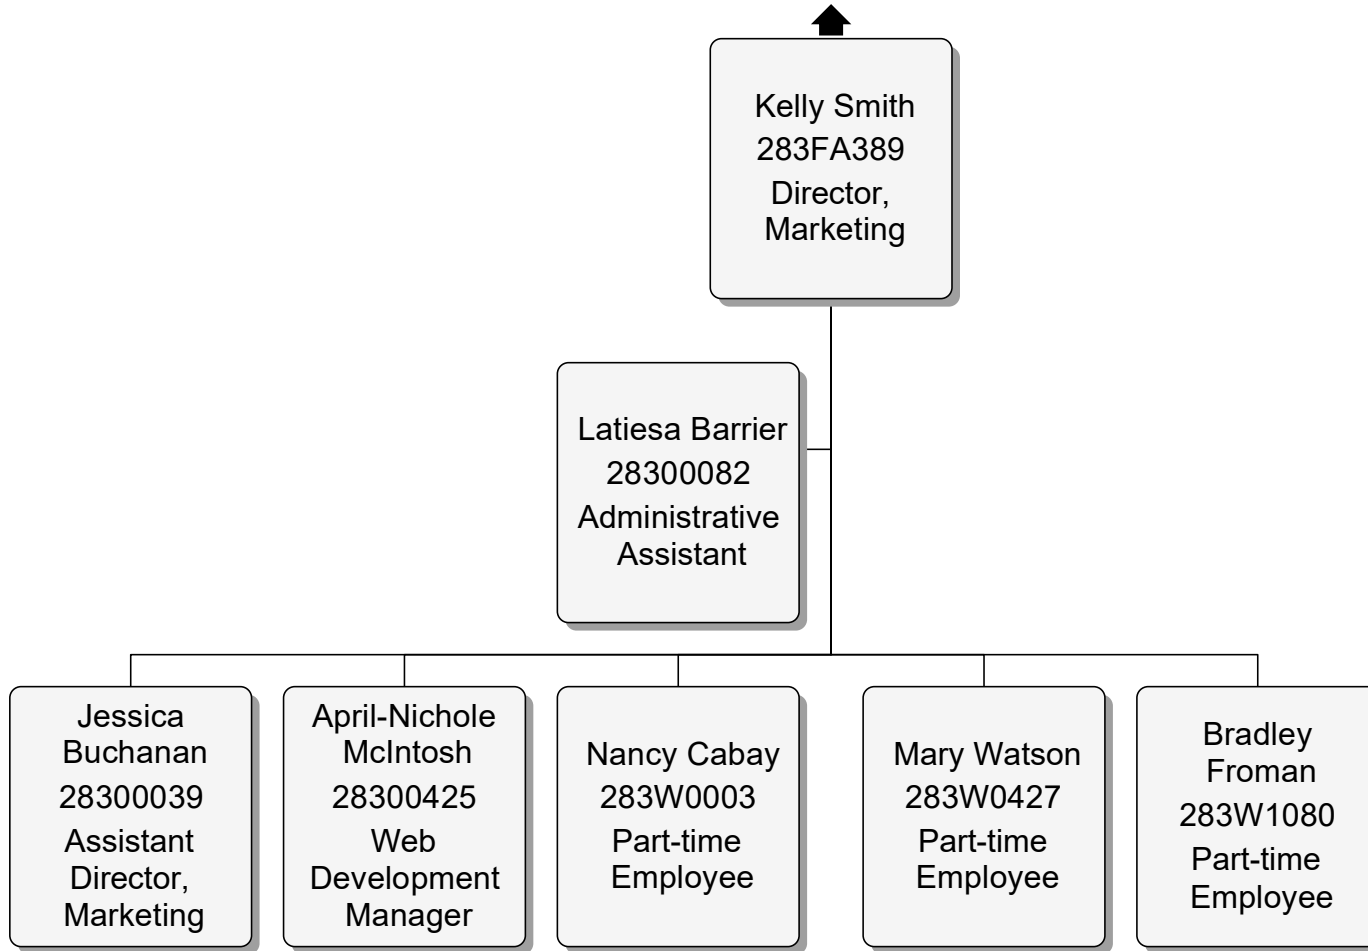 Kelly Smith
283FA389
Director,
Marketing
Latiesa Barrier
28300082
Administrative
Assistant
Jessica
Buchanan
28300039
Assistant
Director,
Marketing
April-Nichole
McIntosh
28300425
Web
Development
Manager
Nancy Cabay
283W0003
Part-time
Employee
Mary Watson
283W0427
Part-time
Employee
Bradley
Froman
283W1080
Part-time
Employee